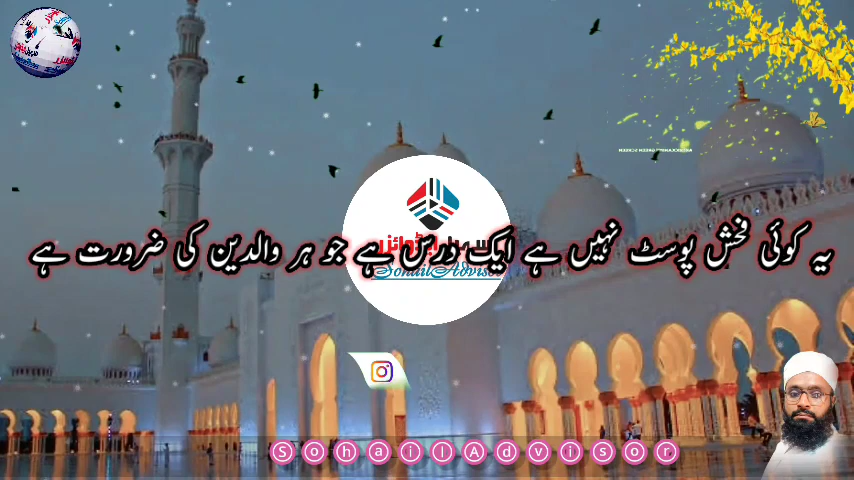 یہ کوئی فحش پوسٹ نہیں ہے ایک درس ہے جو ہر والدین کی ضرورت ہے
Sohail Advisor
SohailAdvisor